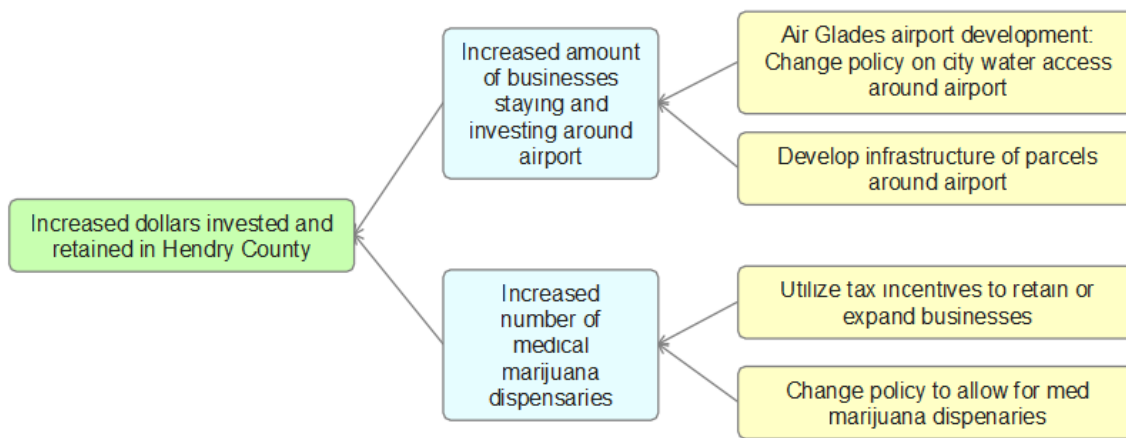 Increased dollars invested and
retained in Hendry County
Increased amount
of businesses
staying and
investing around
airport
Increased
number of
medical
marijuana
dispensaries
Air Glades airport development:
Change policy on city water access
around airport
Develop infrastructure of parcels
around airport
Utilize tax incentives to retain or
expand businesses
Change policy to allow for med
marijuana dispenaries